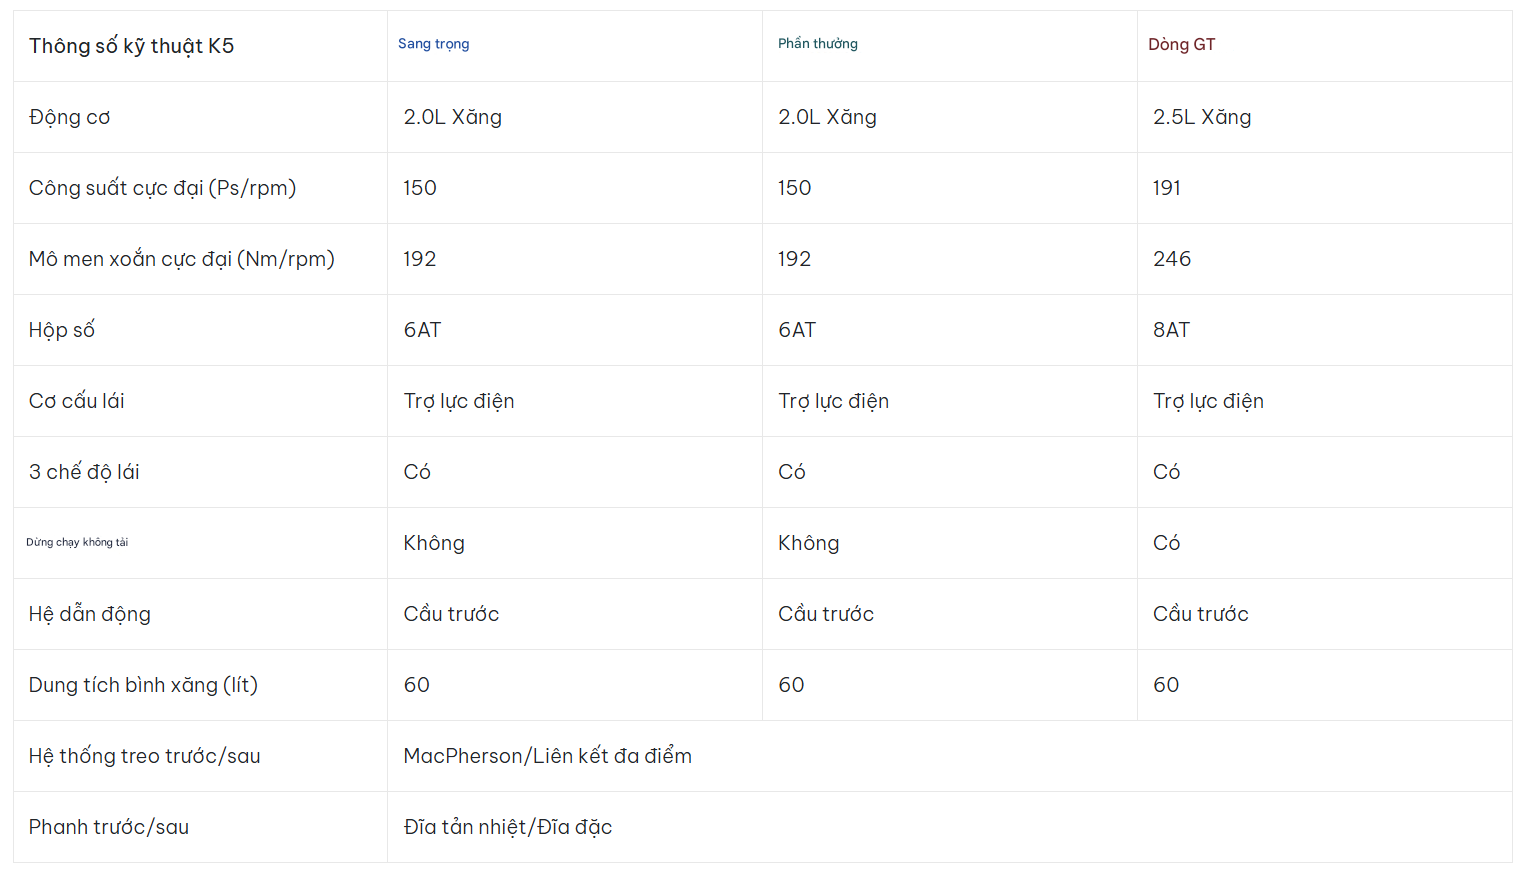 Thông số kỹ thuật K5 Sang trọng Phần thưởng Dòng GT
Động cơ 2.0L Xăng 2.0L Xăng 2.5L Xăng
Công suất cực đại (Ps/rpm) 150 150 191
Mô men xoắn cực đại (Nm/rpm) 192 192 246
Hộp số 6AT 6AT 8AT
Cơ cấu lái Trợ lực điện Trợ lực điện Trợ lực điện
3 chế độ lái Có Có Có
Dừng chạy không tải Không Không Có
Hệ dẫn động Cầu trước Cầu trước Cầu trước
Dung tích bình xăng (lít) 60 60 60
Hệ thống treo trước/sau MacPherson/Liên kết đa điểm
Phanh trước/sau Đĩa tản nhiệt/Đĩa đặc